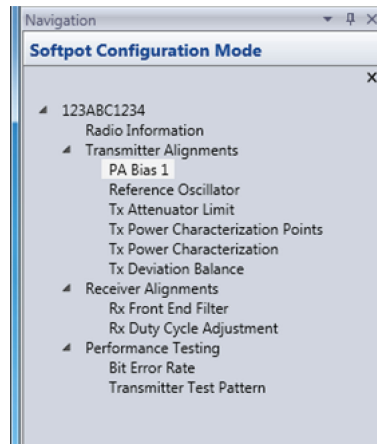 Navigation
Softpot Configuration Mode
123ABC1234
Radio Information
Transmitter Alignments
PA Bias 1
Reference Oscillator
Tx Attenuator Limit
Tx Power Characterization Points
Tx Power Characterization
Tx Deviation Balance
Receiver Alignments
Rx Front End Filter
Rx Duty Cycle Adjustment
Performance Testing
Bit Error Rate
Transmitter Test Pattern